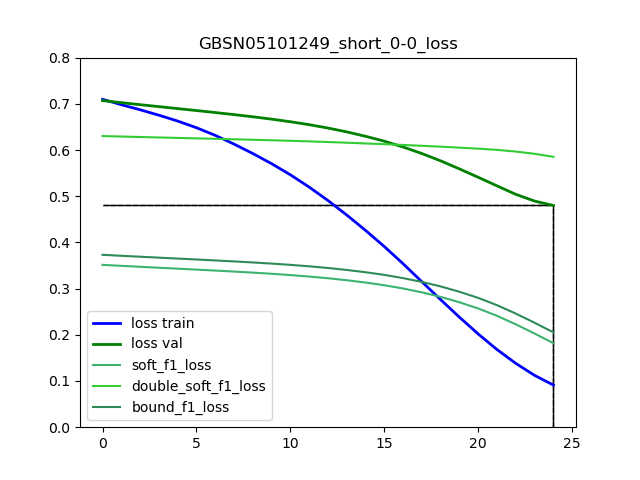 GBSN05101249_short_0-0_loss
0.8
0.7
0.6
0.5
0.4
0.3
0.2
0.1
0.0
loss train
loss val
soft_f1_loss
double_soft_f1_loss
bound_f1_loss
0 5 10 15 20 25